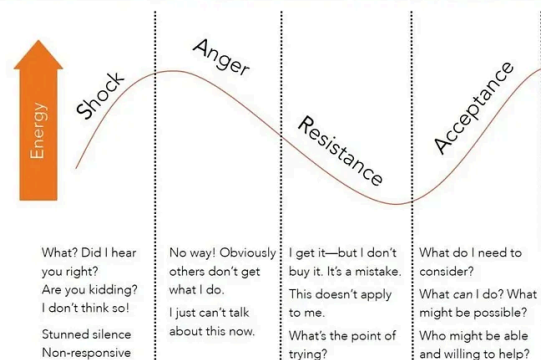 Energy
Shock
Anger
Resistance
Acceptance
What? Did I hear
you right?
Are you kidding?
I don't think so!
Stunned silence
Non-responsive
No way! Obviously
others don't get
what I do.
I just can't talk
about this now.
I get it—but I don't
buy it. It's a mistake.
This doesn't apply
to me.
What's the point of
trying?
What do I need to
consider?
What can I do? What
might be possible?
Who might be able
and willing to help?